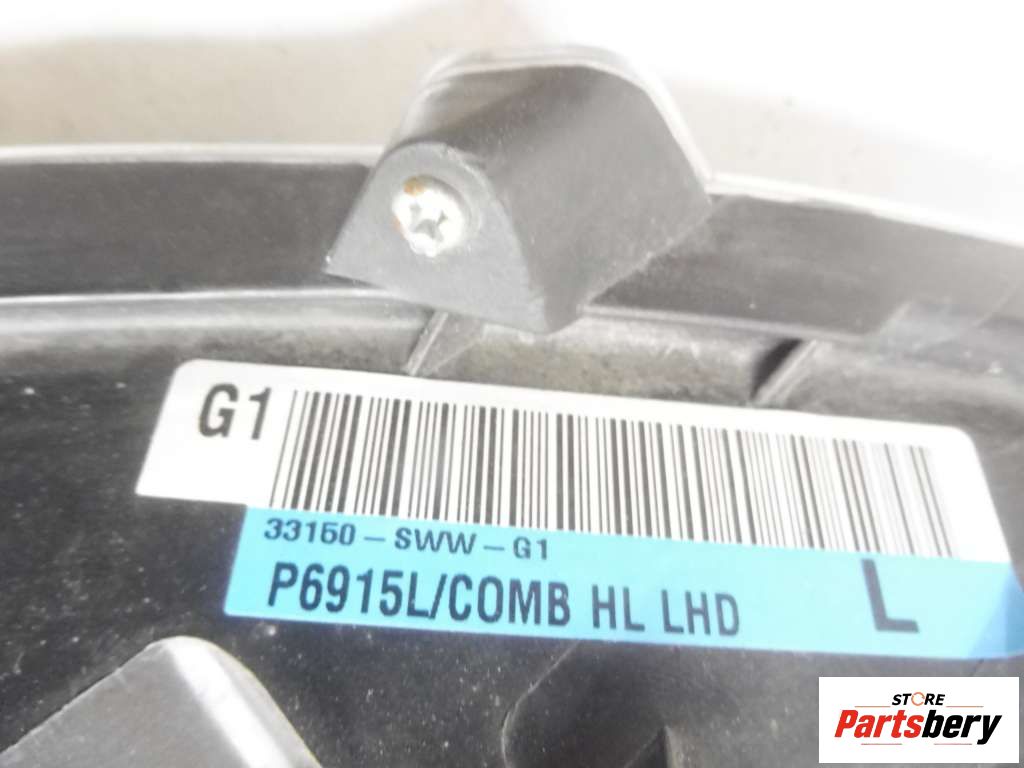 G1
33150-SWW-G1
P6915L/COMB HL LHD
L
STORE
Partsbery